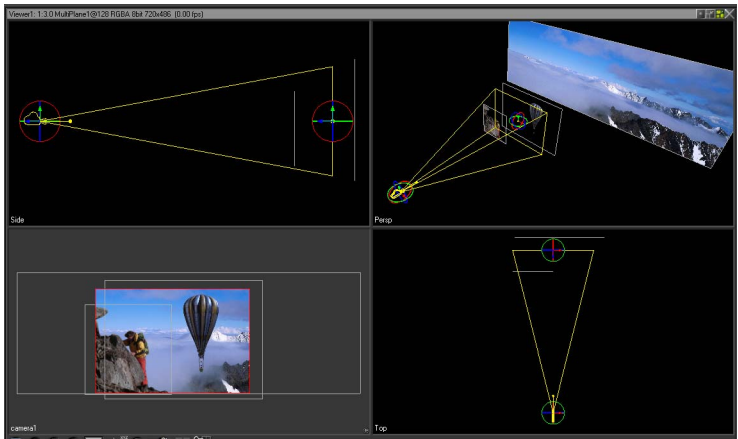 Viewer1: 1:3.0 MultiPlane1@128 RGBA 8bit 720x486 (0.00 fps)
Side
Persp
camera1
Top